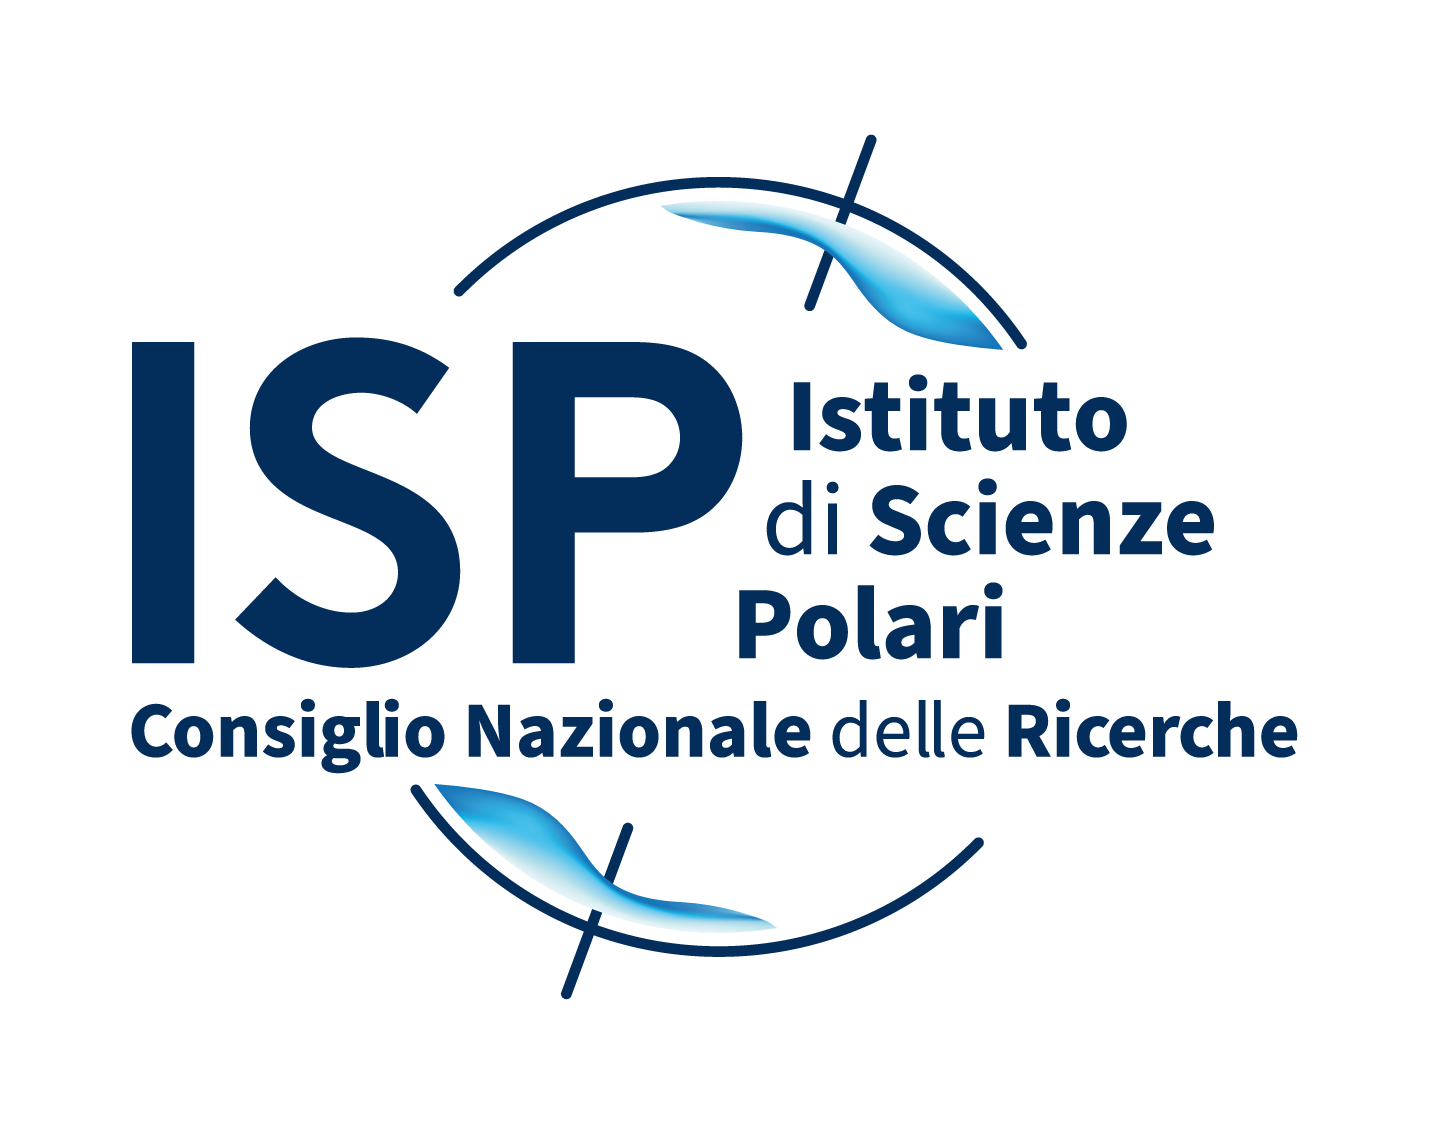 ISP
Istituto
di Scienze
Polari
Consiglio Nazionale delle Ricerche